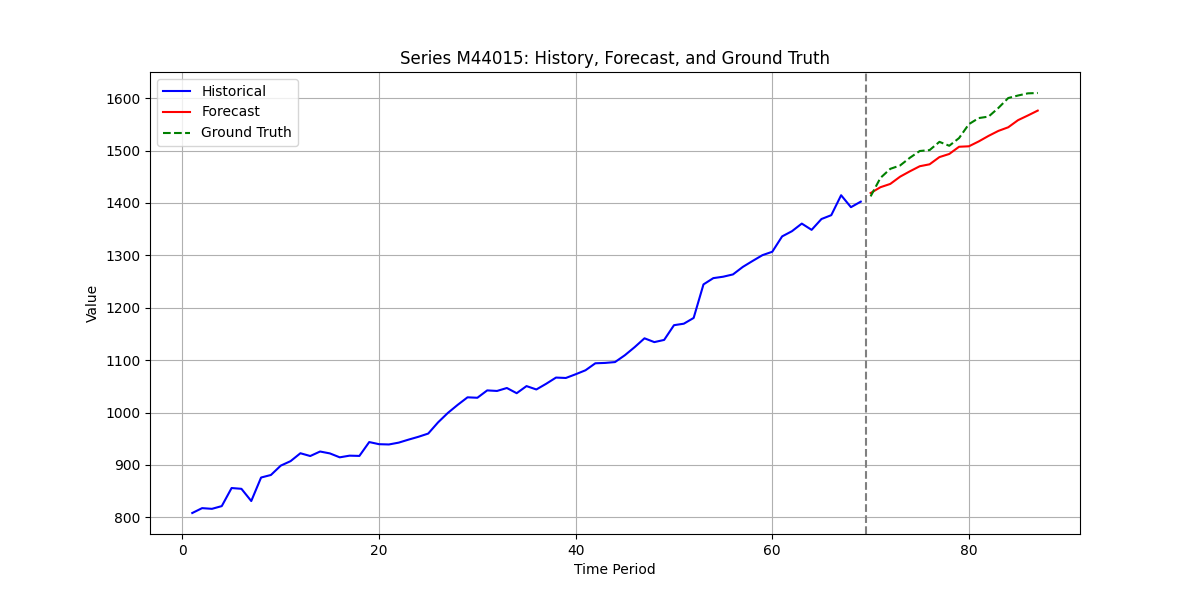 Series M44015: History, Forecast, and Ground Truth
Historical
Forecast
Ground Truth
1600
1500
1400
1300
1200
1100
1000
900
800
Value
0 20 40 60 80
Time Period